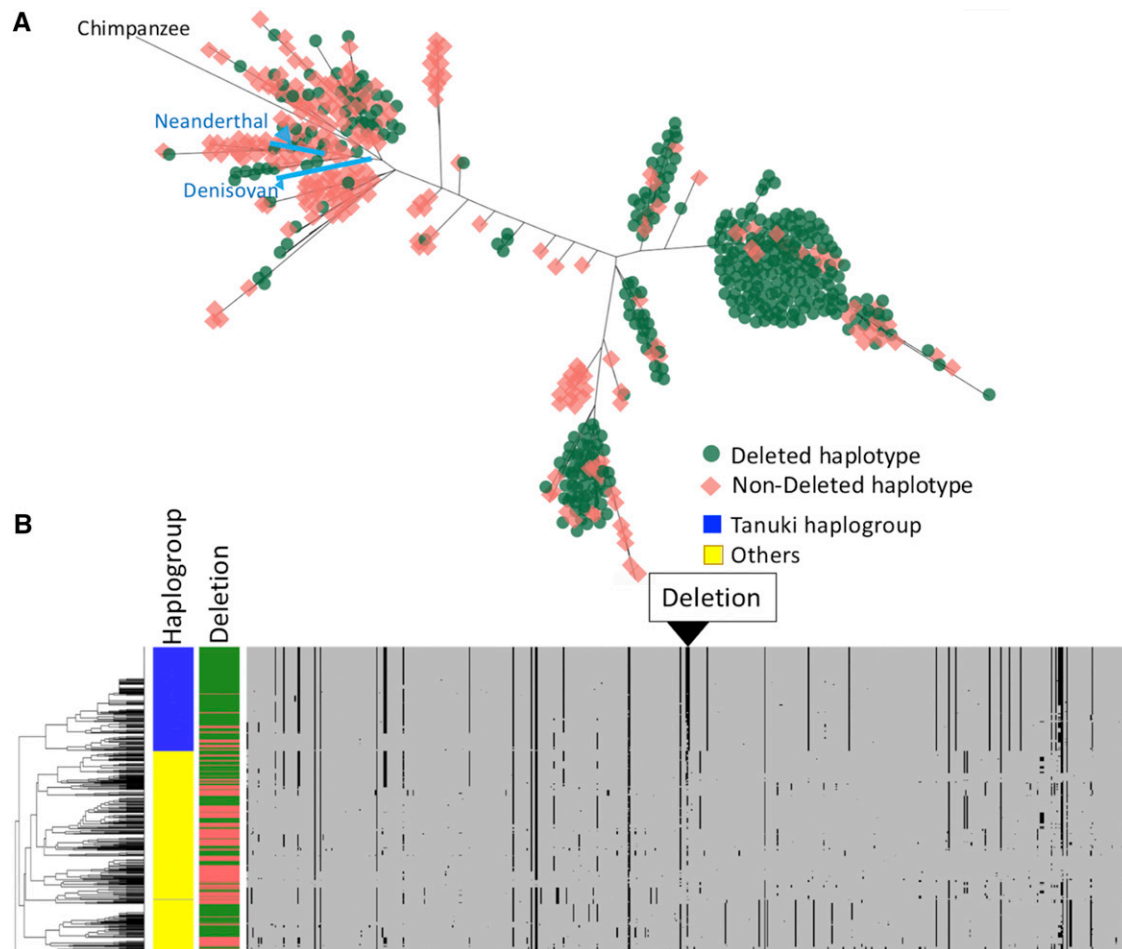 A
Chimpanzee
Neanderthal
Denisovan
Deleted haplotype
Non-Deleted haplotype
Tanuki haplogroup
Others
B
Haplogroup
Deletion
Deletion